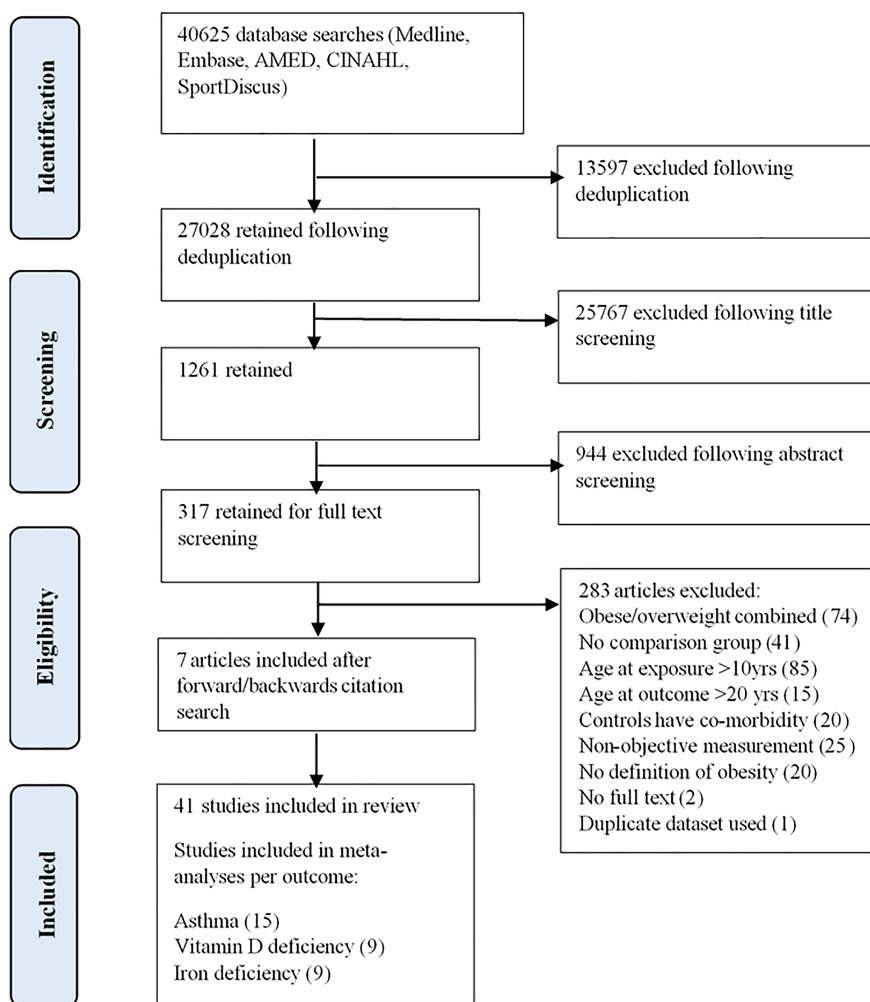 Identification
40625 database searches (Medline,
Embase, AMED, CINAHL,
SportDiscus)
13597 excluded following
deduplication
27028 retained following
deduplication
Screening
25767 excluded following title
screening
1261 retained
944 excluded following abstract
screening
317 retained for full text
screening
Eligibility
283 articles excluded:
Obese/overweight combined (74)
No comparison group (41)
Age at exposure >10yrs (85)
Age at outcome >20 yrs (15)
Controls have co-morbidity (20)
Non-objective measurement (25)
No definition of obesity (20)
No full text (2)
Duplicate dataset used (1)
7 articles included after
forward/backwards citation
search
Included
41 studies included in review
Studies included in meta-
analyses per outcome:
Asthma (15)
Vitamin D deficiency (9)
Iron deficiency (9)